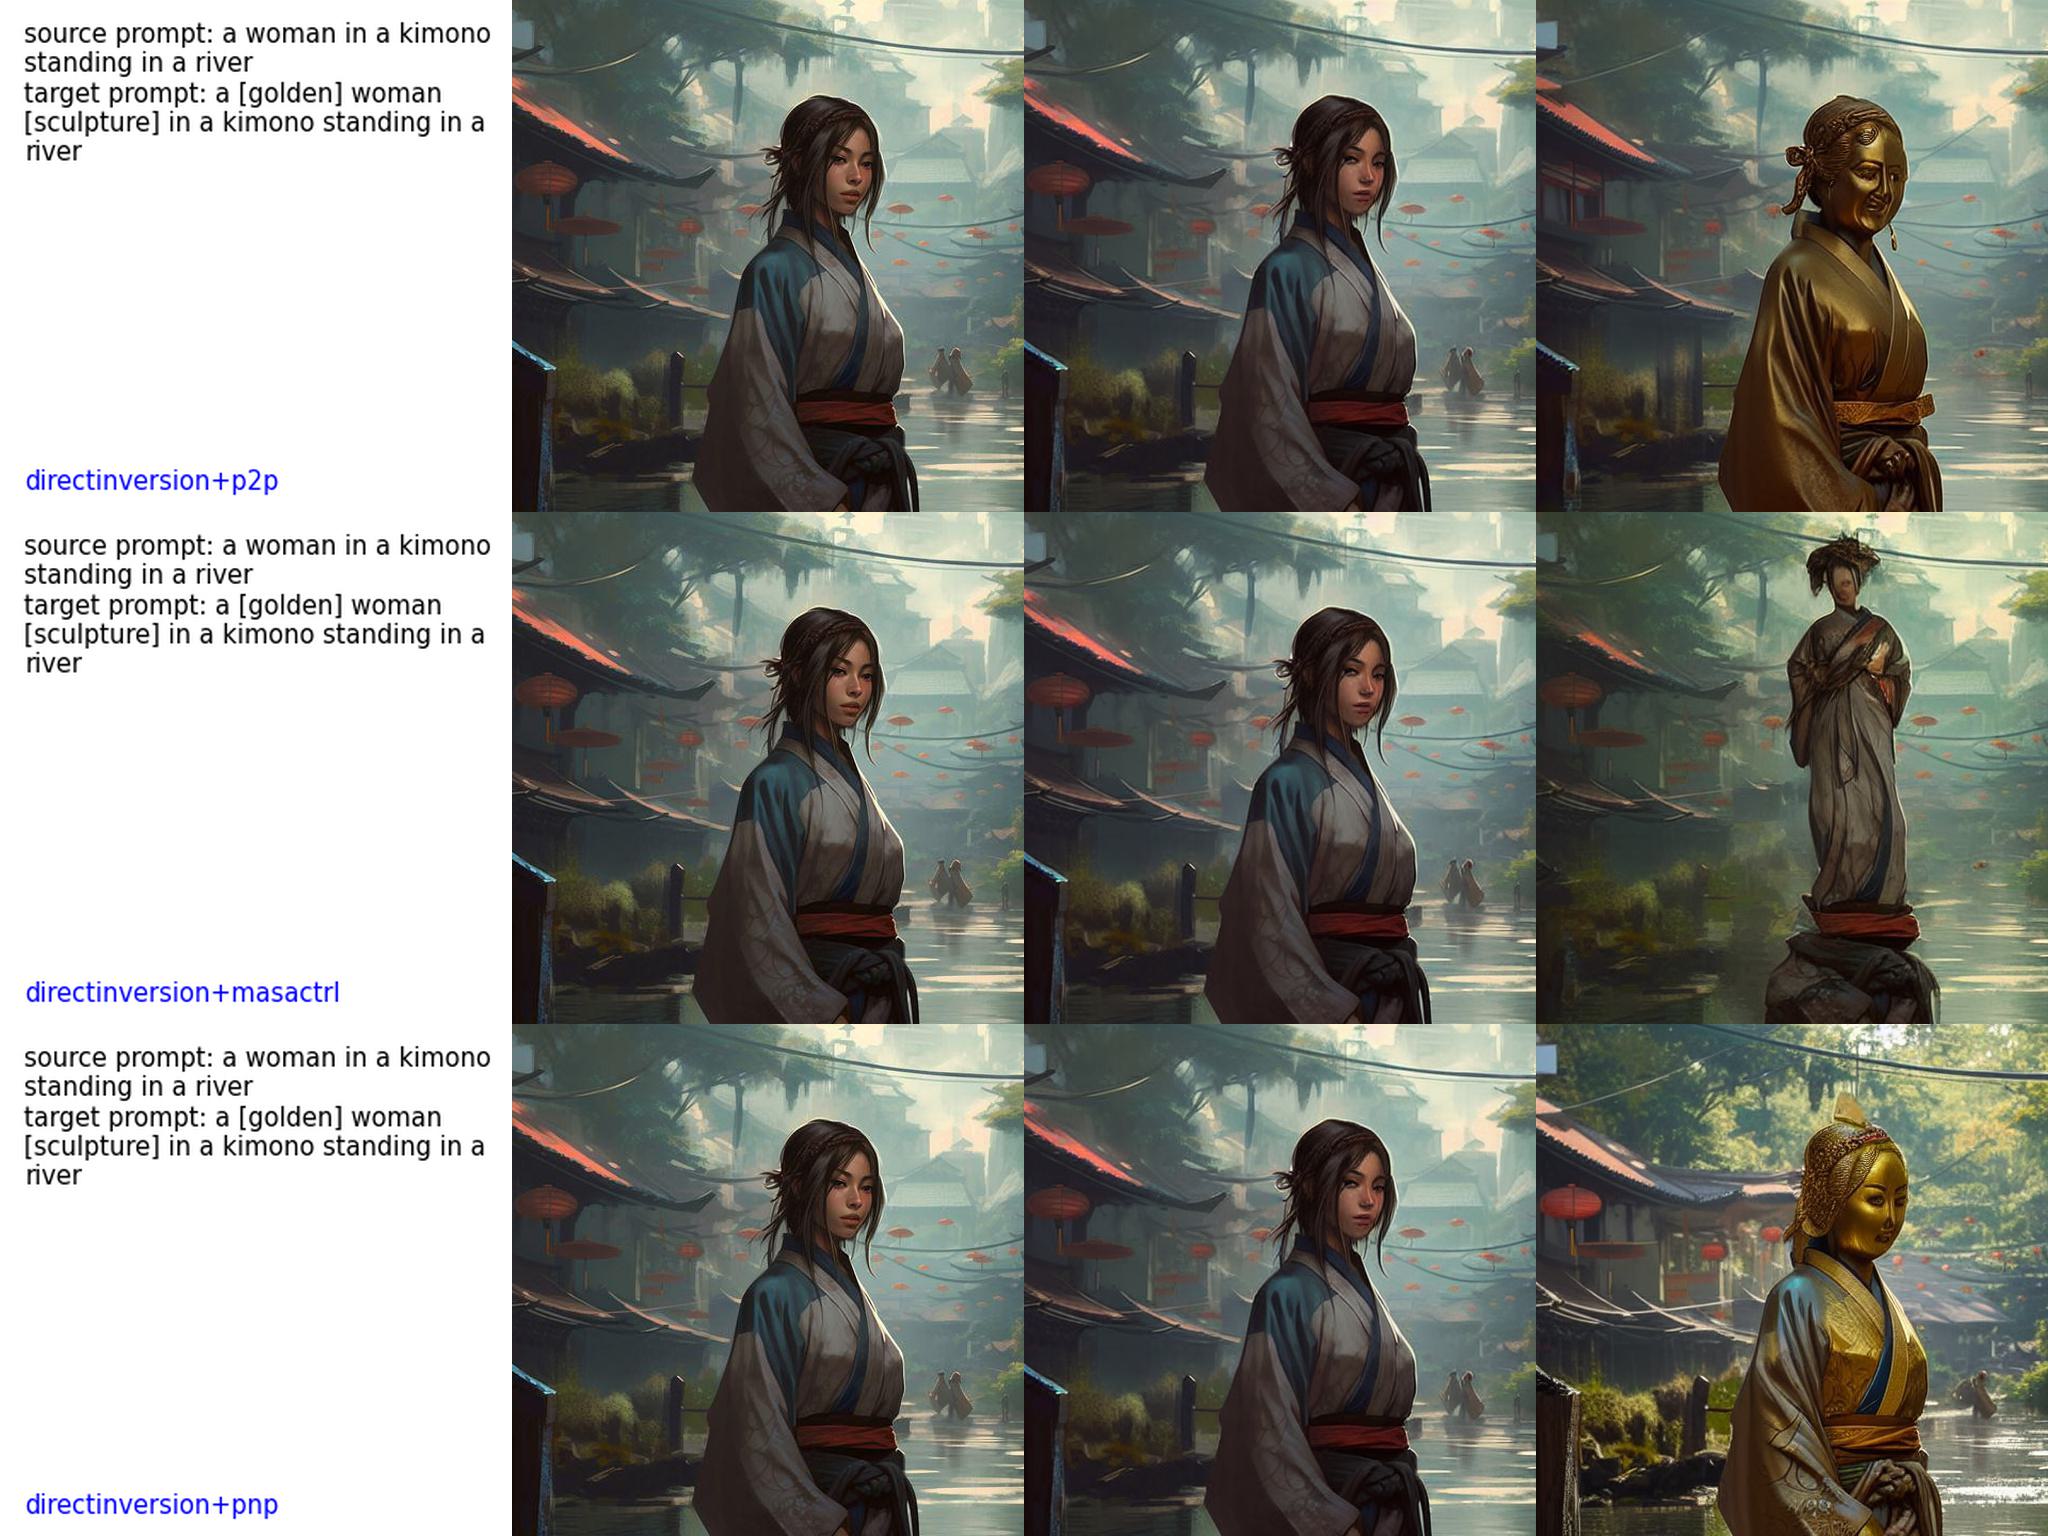 source prompt: a woman in a kimono
standing in a river
target prompt: a [golden] woman
[sculpture] in a kimono standing in a
river
directinversion+p2p
source prompt: a woman in a kimono
standing in a river
target prompt: a [golden] woman
[sculpture] in a kimono standing in a
river
directinversion+masactrl
source prompt: a woman in a kimono
standing in a river
target prompt: a [golden] woman
[sculpture] in a kimono standing in a
river
directinversion+pnp